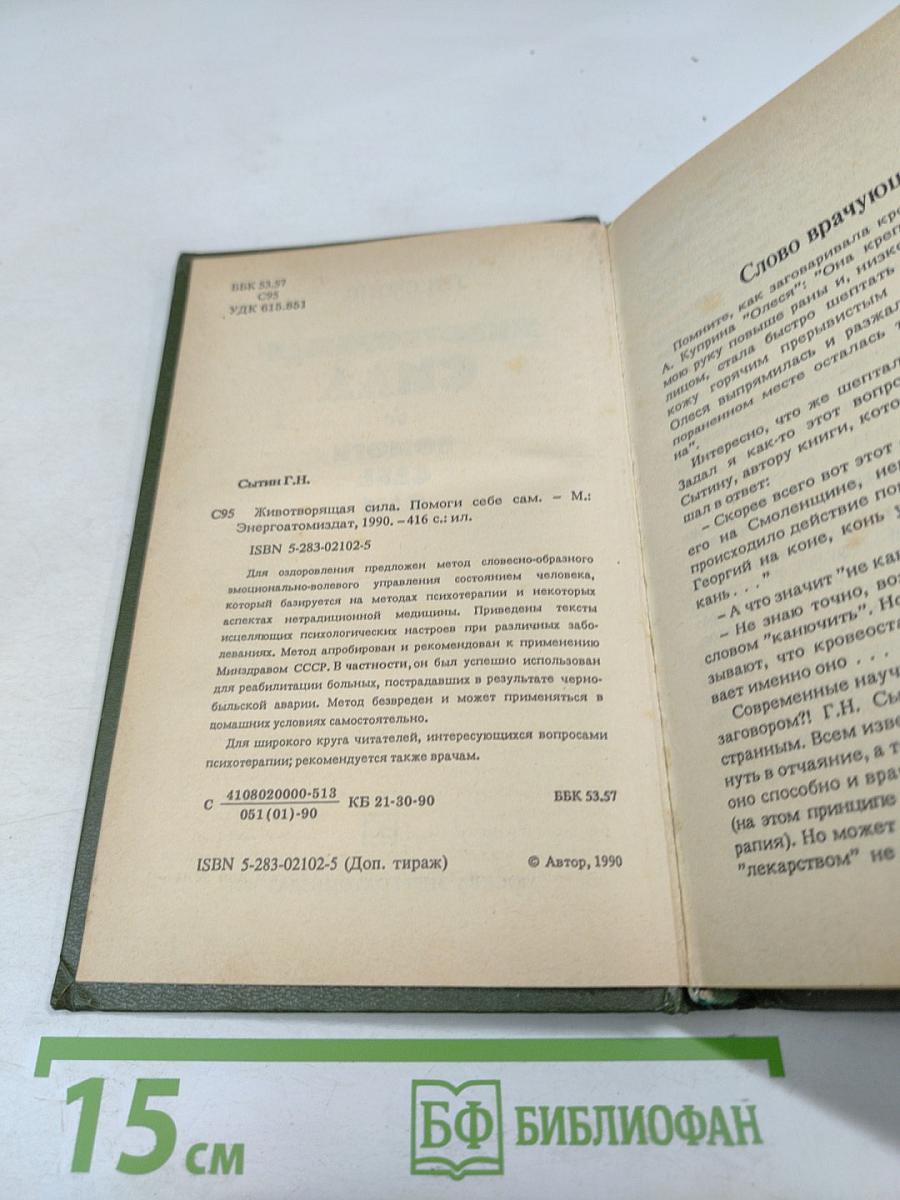 ББК 53.57
С95
УДК 615.851
Сытин Г.Н.
С95 Животворящая сила. Помоги себе сам. – М.:
Энергоатомиздат, 1990. – 416 с.: ил.
ISBN 5-283-02102-5
Для оздоровления предложен метод словесно-образного
эмоционально-волевого управления состоянием человека,
который базируется на методах психотерапии и некоторых
аспектах нетрадиционной медицины. Приведены тексты
исцеляющих психологических настроев при различных забо-
леваниях. Метод апробирован и рекомендован к применению
Минздравом СССР. В частности, он был успешно использован
для реабилитации больных, пострадавших в результате черно-
быльской аварии. Метод безвреден и может применяться в
домашних условиях самостоятельно.
Для широкого круга читателей, интересующихся вопросами
психотерапии; рекомендуется также врачам.
С 4108020000-513
051(01)-90 КБ 21-30-90 ББК 53.57
ISBN 5-283-02102-5 (Доп. тираж) © Автор, 1990
Слово врачующ
Помните, как заговаривала кро
А. Куприна "Олеся": "Она креп
мою руку повыше раны и, низко
лицом, стала быстро шептать
кожу горячим прерывистым
Олеся выпрямилась и разжал
пораненном месте осталась т
на".
Интересно, что же шептал
Задал я как-то этот вопро
Сытину, автору книги, кото
шал в ответ:
– Скорее всего вот этот
его на Смоленщине, не
происходило действие пом
Георгий на коне, конь у
кань . . ."
– А что значит "не кан
– Не знаю точно, воз
словом "канючить". Но
зывают, что кровеоста
вает именно оно . . .
Современные науч
заговором?! Г.Н. Сы
странным. Всем изве
нуть в отчаяние, а т
оно способно и врач
(на этом принципе
рапия). Но может
"лекарством" не
15 см
БФ БИБЛИОФАН